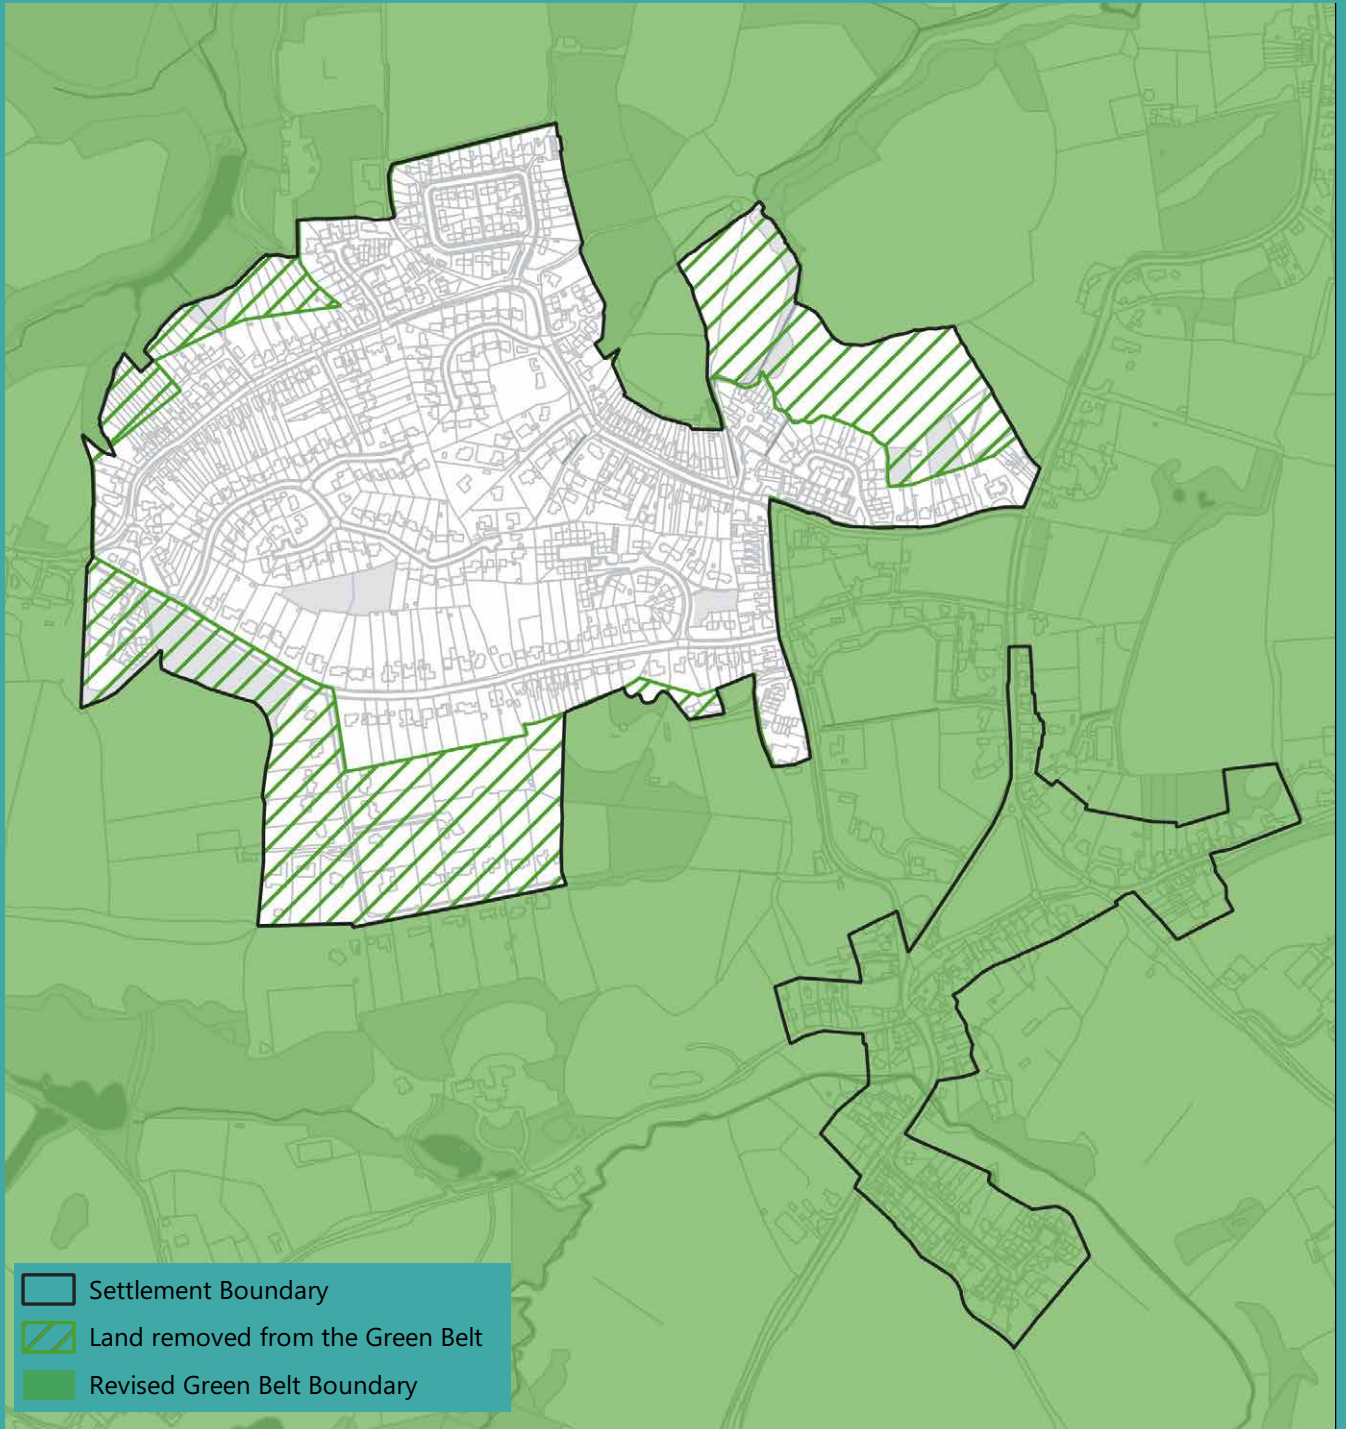 Settlement Boundary
Land removed from the Green Belt
Revised Green Belt Boundary